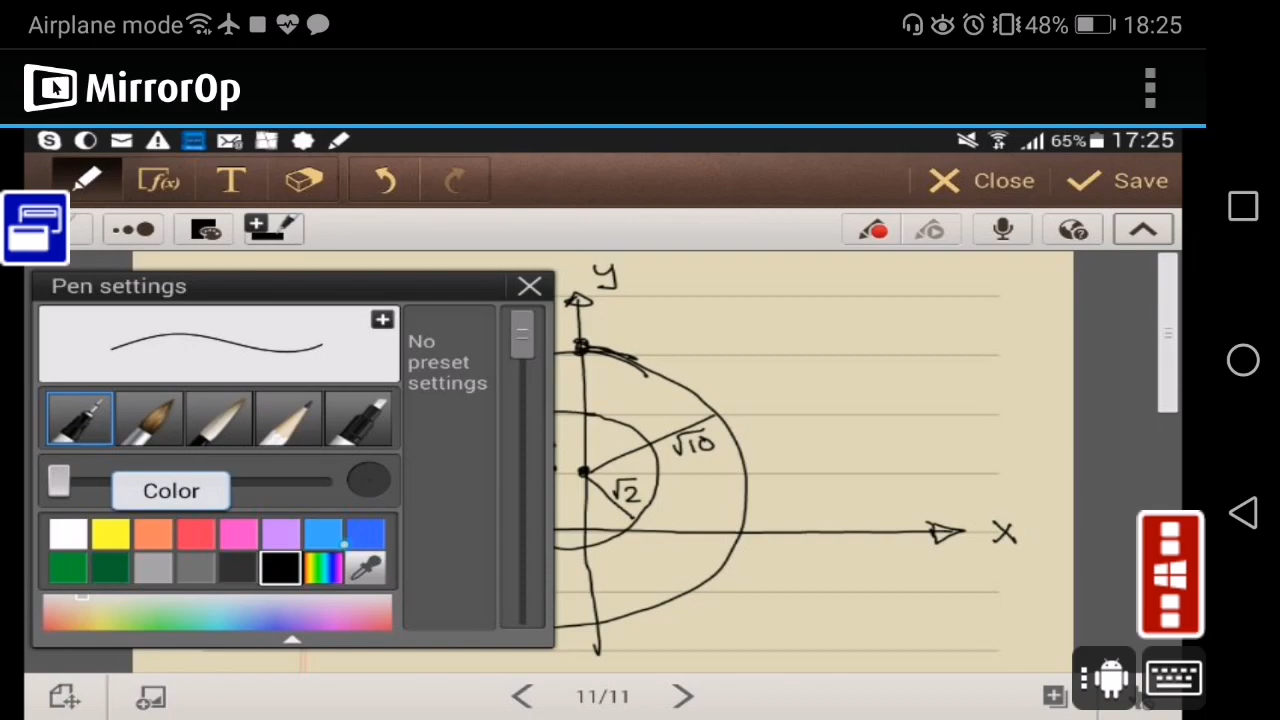 Airplane mode 48% 18:25
MirrorOp
65% 17:25
f(x) T Close Save
Pen settings
No
preset
settings
Color
y
√10
√2
x
11/11